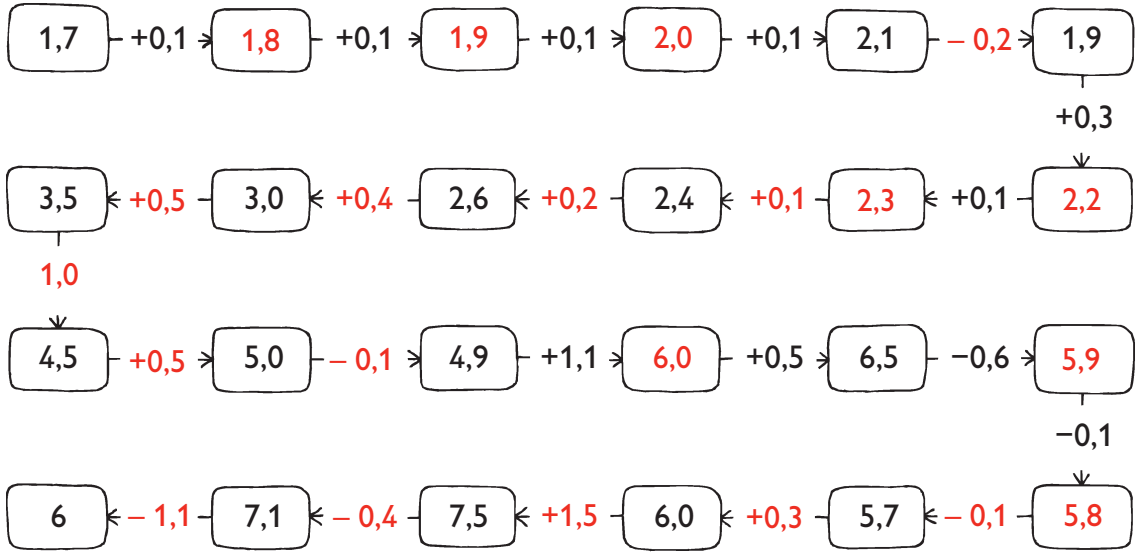 1,7 +0,1 1,8 +0,1 1,9 +0,1 2,0 +0,1 2,1 – 0,2 1,9
+0,3
3,5 +0,5 3,0 +0,4 2,6 +0,2 2,4 +0,1 2,3 +0,1 2,2
1,0
4,5 +0,5 5,0 – 0,1 4,9 +1,1 6,0 +0,5 6,5 −0,6 5,9
−0,1
6 – 1,1 7,1 – 0,4 7,5 +1,5 6,0 +0,3 5,7 – 0,1 5,8